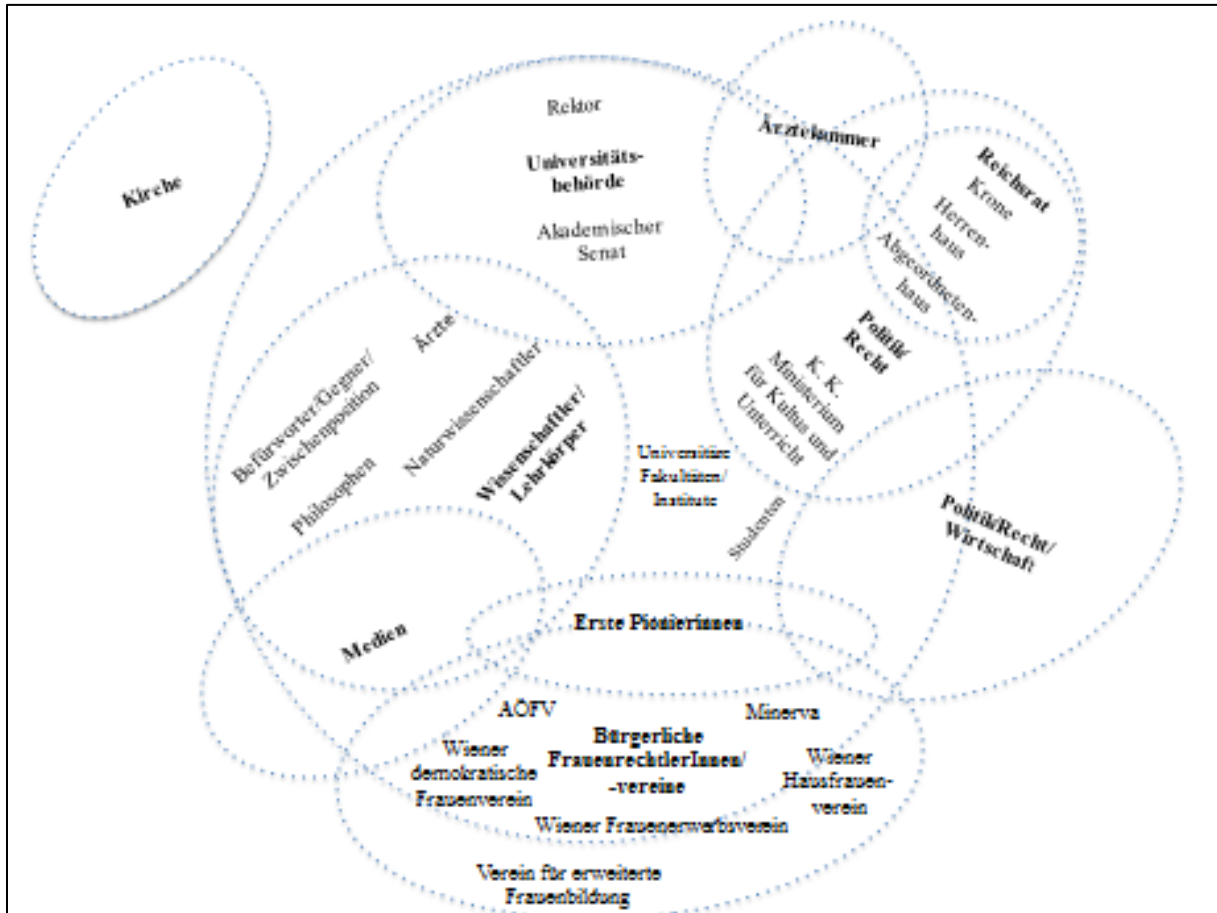 Rektor
Universitäts-
behörde
Akademischer
Senat
Ärztekammer
Reichsrat
Krone
Herren-
haus
Abgeordneten-
haus
Kirche
Politik/
Recht
K. K.
Ministerium
für Kultus und
Unterricht
Ärzte
Befürworter/Gegner/
Zwischenposition
Naturwissenschaftler
Philosophen
Wissenschaftler/
Lehrkörper
Universitäre
Fakultäten/
Institute
Studenten
Politik/Recht/
Wirtschaft
Medien
Erste Pionierinnen
AÖFV
Minerva
Bürgerliche
FrauenrechtlerInnen/
-vereine
Wiener
demokratische
Frauenverein
Wiener
Hausfrauen-
verein
Wiener Frauenerwerbsverein
Verein für erweiterte
Frauenbildung